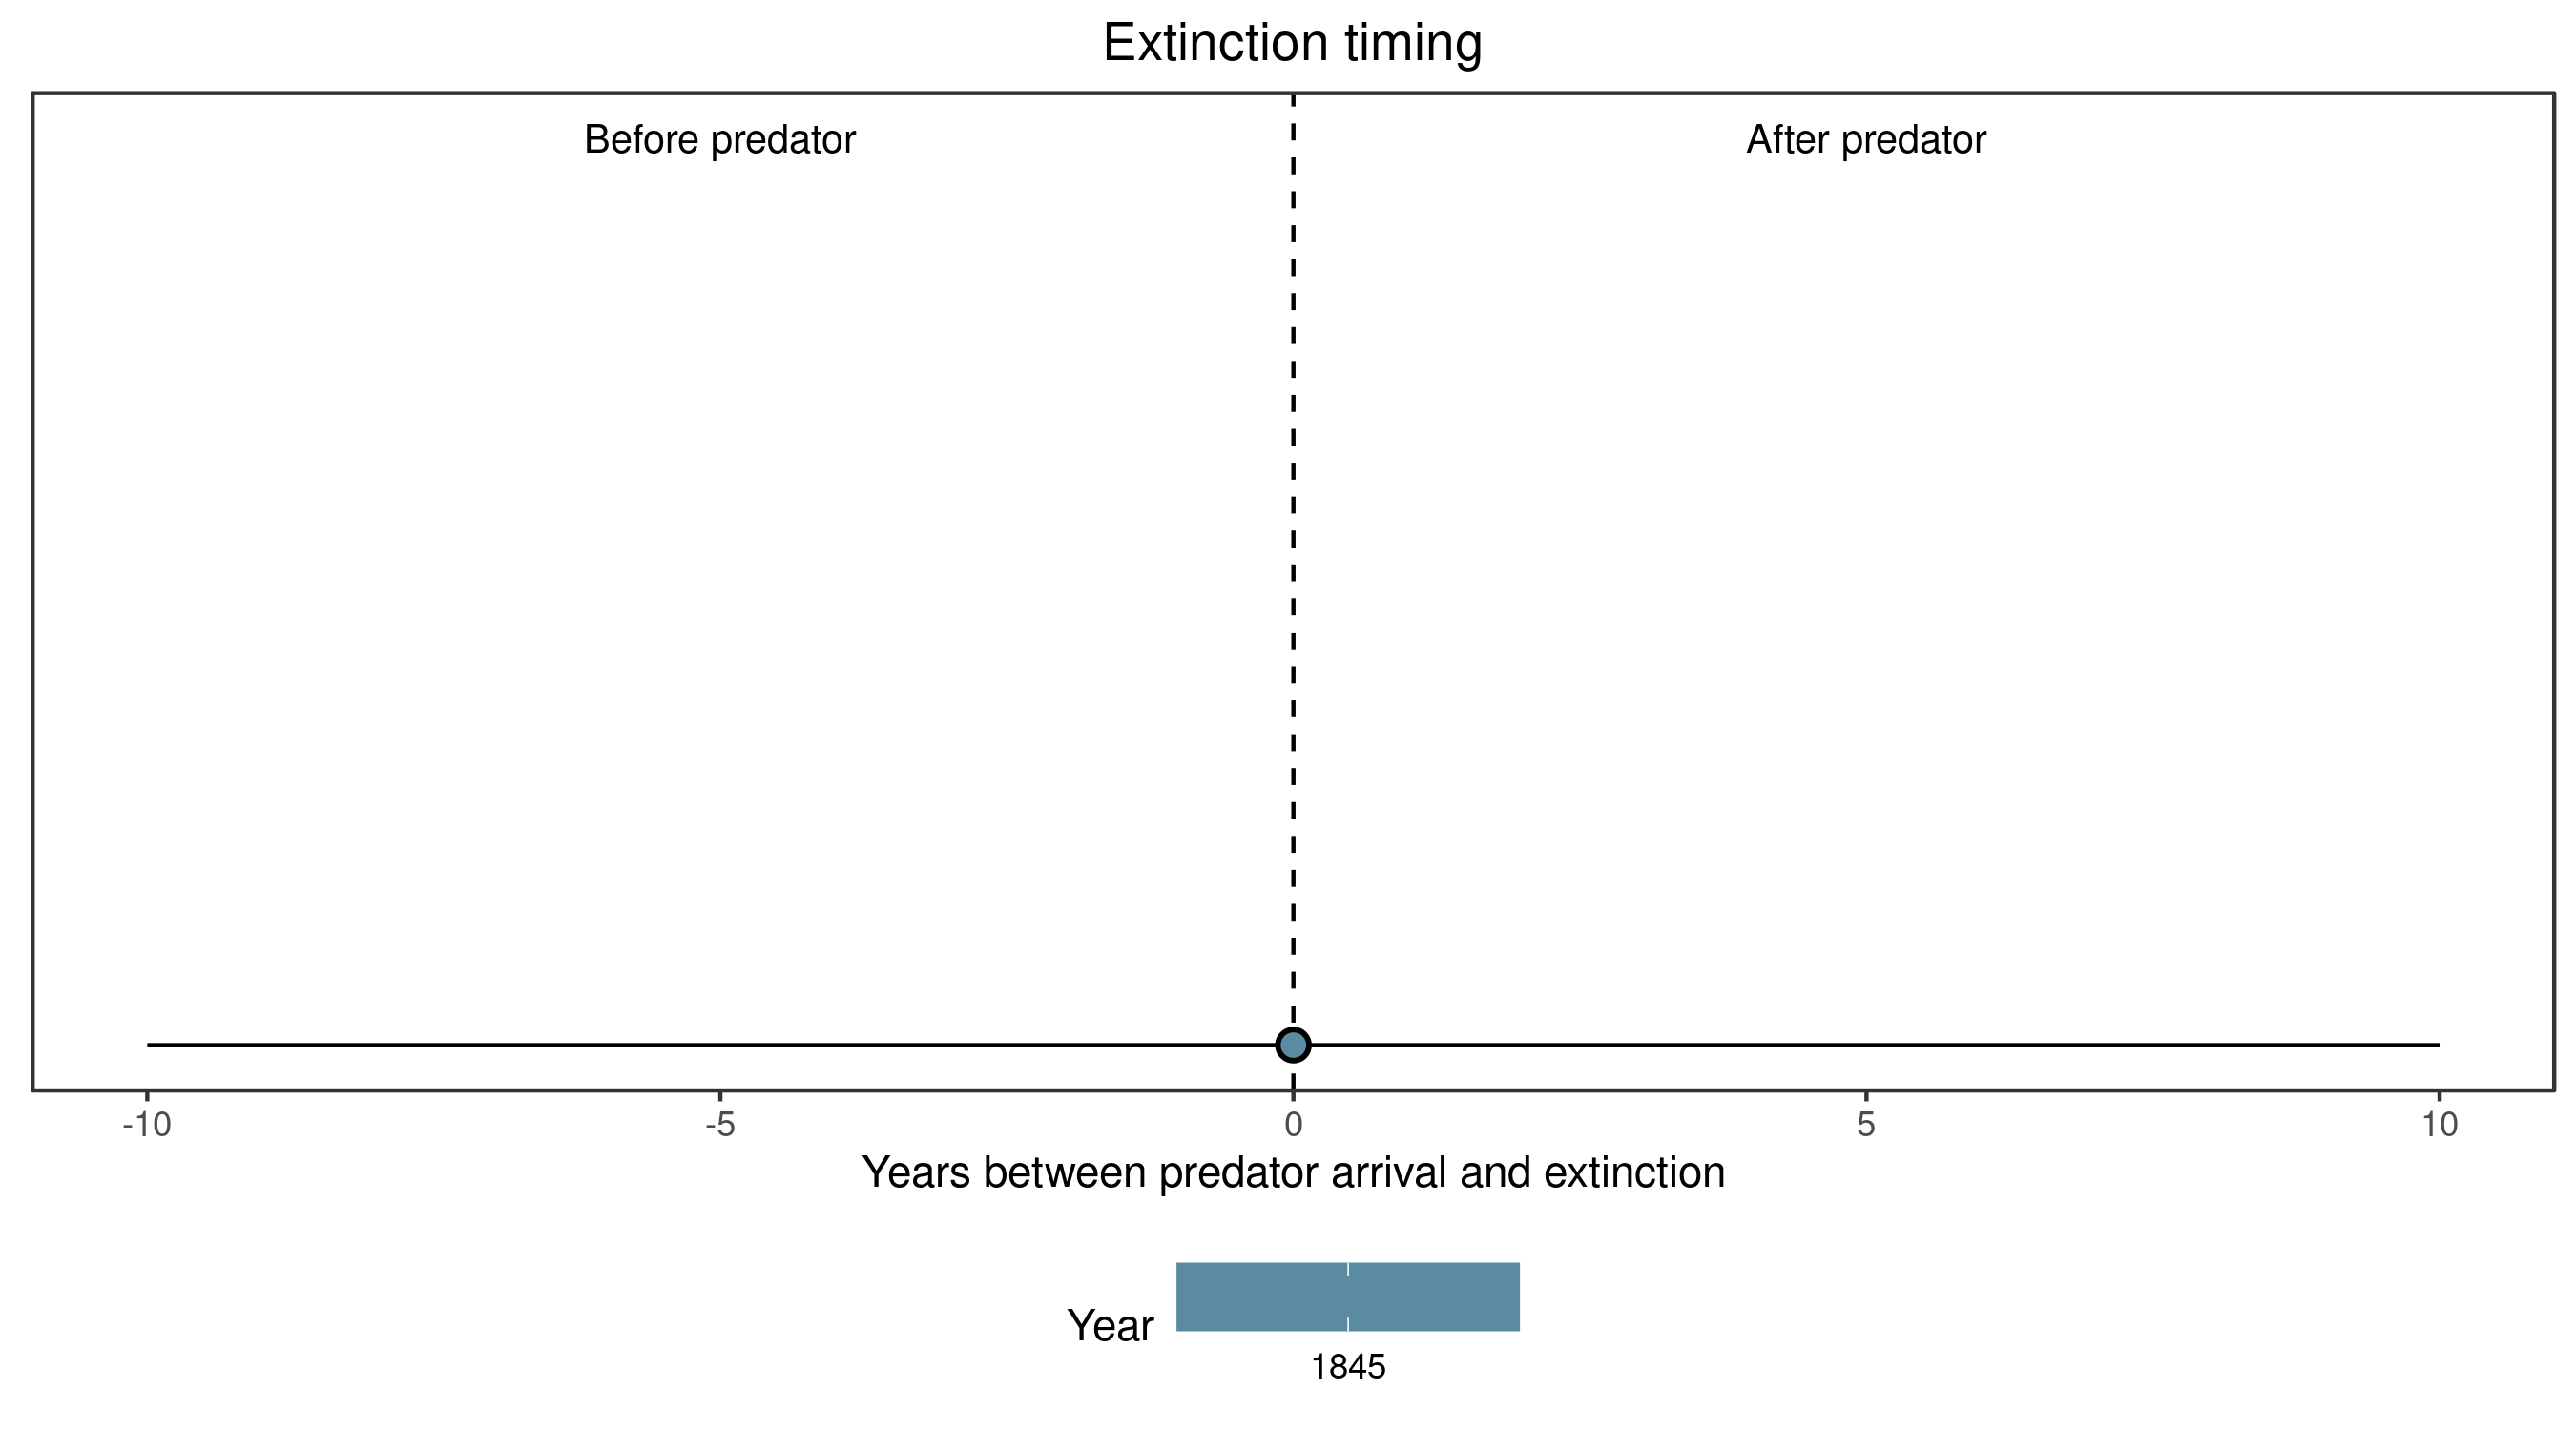 Extinction timing
Before predator
After predator
-10
-5
0
5
10
Years between predator arrival and extinction
Year
1845